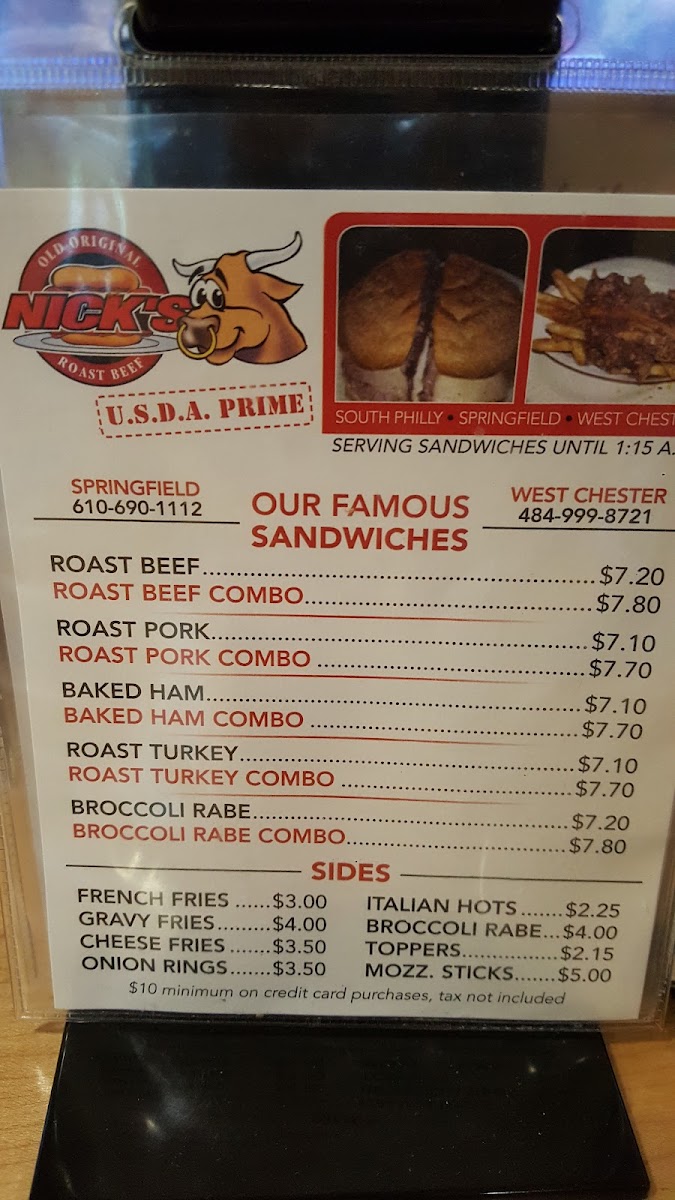 OLD ORIGINAL
NICK'S
ROAST BEEF
U.S.D.A. PRIME
SOUTH PHILLY • SPRINGFIELD • WEST CHEST
SERVING SANDWICHES UNTIL 1:15 A.
SPRINGFIELD
610-690-1112
OUR FAMOUS
SANDWICHES
WEST CHESTER
484-999-8721
ROAST BEEF.....$7.20
ROAST BEEF COMBO.....$7.80
ROAST PORK.....$7.10
ROAST PORK COMBO.....$7.70
BAKED HAM.....$7.10
BAKED HAM COMBO.....$7.70
ROAST TURKEY.....$7.10
ROAST TURKEY COMBO.....$7.70
BROCCOLI RABE.....$7.20
BROCCOLI RABE COMBO.....$7.80
SIDES
FRENCH FRIES ......$3.00
GRAVY FRIES.........$4.00
CHEESE FRIES .......$3.50
ONION RINGS.......$3.50
ITALIAN HOTS.......$2.25
BROCCOLI RABE...$4.00
TOPPERS...............$2.15
MOZZ. STICKS.......$5.00
$10 minimum on credit card purchases, tax not included